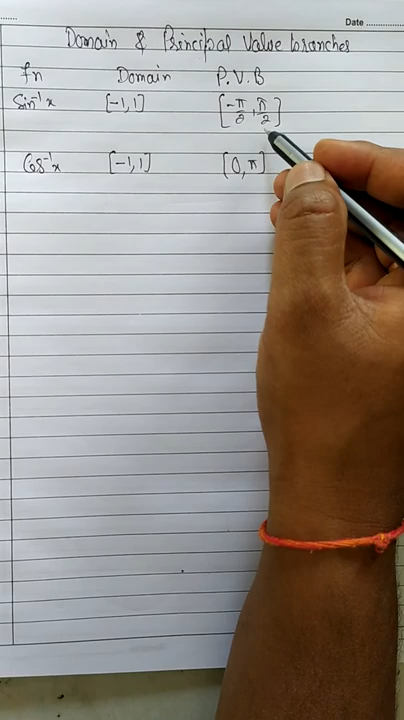 Date ..............
Domain & Principal Value branches
fn Domain P.V.B
Sin⁻¹x [-1,1] [-π/2, π/2]
Cos⁻¹x [-1,1] [0,π]